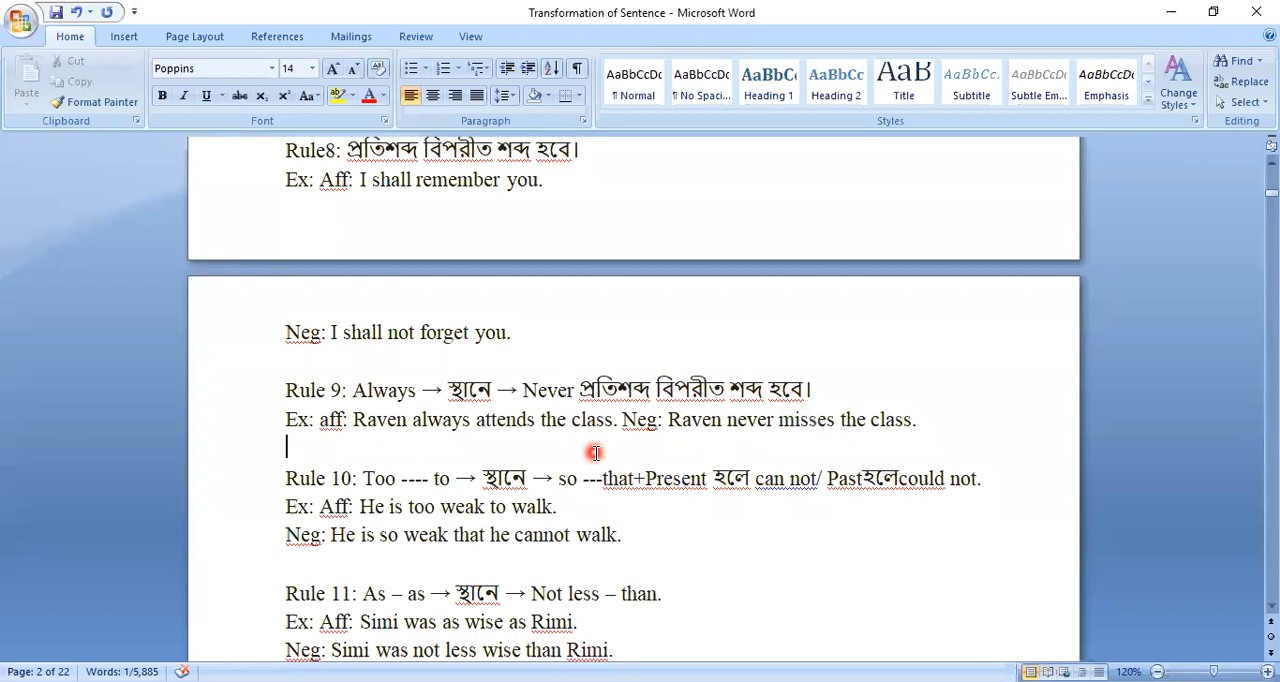 Transformation of Sentence - Microsoft Word
Home Insert Page Layout References Mailings Review View
Cut
Copy
Format Painter
Paste
Poppins 14
AaBbCcDc AaBbCcDc AaBbC AaBbCc AaB AaBbCc. AaBbCcDc AaBbCcDc
¶ Normal ¶ No Spaci... Heading 1 Heading 2 Title Subtitle Subtle Em... Emphasis
Change Styles
Find
Replace
Select
Clipboard Font Paragraph Styles Editing
Rule8: প্রতিশব্দ বিপরীত শব্দ হবে।
Ex: Aff: I shall remember you.
Neg: I shall not forget you.
Rule 9: Always → স্থানে → Never প্রতিশব্দ বিপরীত শব্দ হবে।
Ex: aff: Raven always attends the class. Neg: Raven never misses the class.
Rule 10: Too ---- to → স্থানে → so ---that+Present হলে can not/ Pastহলেcould not.
Ex: Aff: He is too weak to walk.
Neg: He is so weak that he cannot walk.
Rule 11: As – as → স্থানে → Not less – than.
Ex: Aff: Simi was as wise as Rimi.
Neg: Simi was not less wise than Rimi.
Page: 2 of 22 Words: 1/5,885 120%